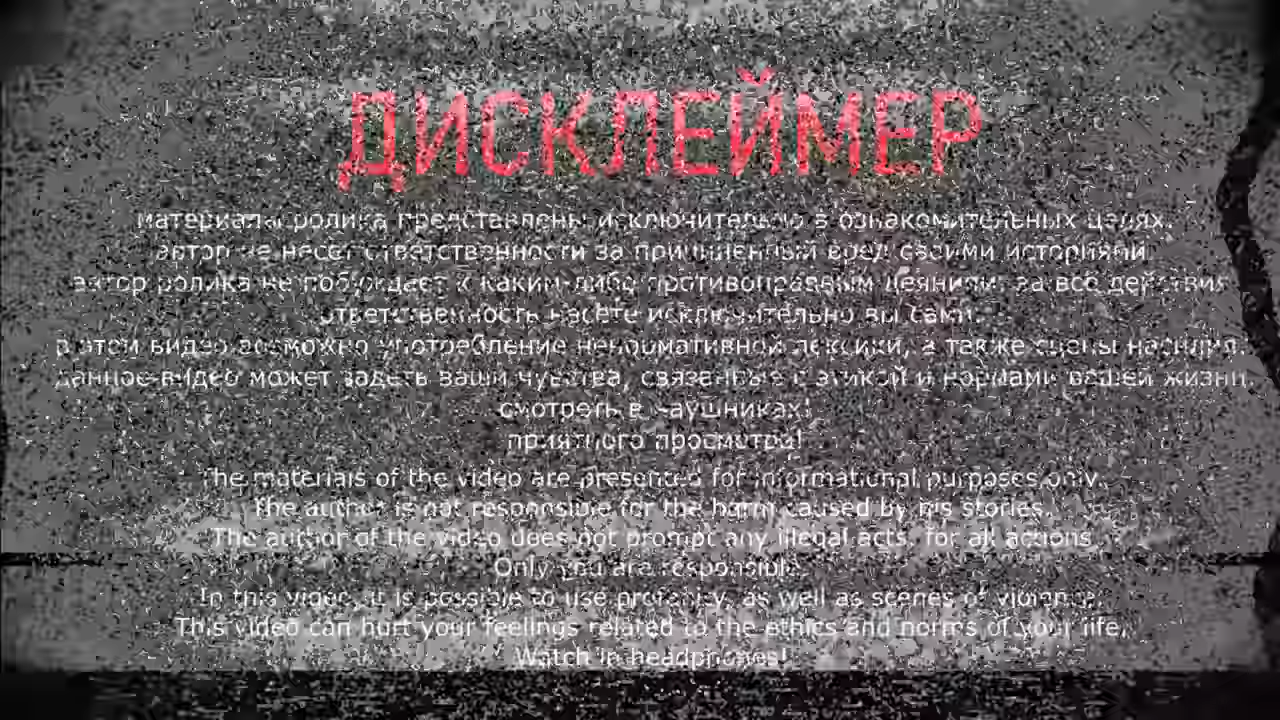 ДИСКЛЕЙМЕР
материалы ролика представлены исключительно в ознакомительных целях.
автор не несет ответственности за причиненный вред своими историями.
автор ролика не побуждает к каким-либо противоправным деяниям, за все действия
ответственность несете исключительно вы сами.
в этом видео возможно употребление ненормативной лексики, а также сцены насилия.
данное видео может задеть ваши чувства, связанные с этикой и нормами вашей жизни.
смотреть в наушниках!
приятного просмотра!
The materials of the video are presented for informational purposes only.
The author is not responsible for the harm caused by his stories.
The author of the video does not prompt any illegal acts, for all actions
Only you are responsible.
In this video, it is possible to use profanity, as well as scenes of violence.
This video can hurt your feelings related to the ethics and norms of your life,
Watch in headphones!